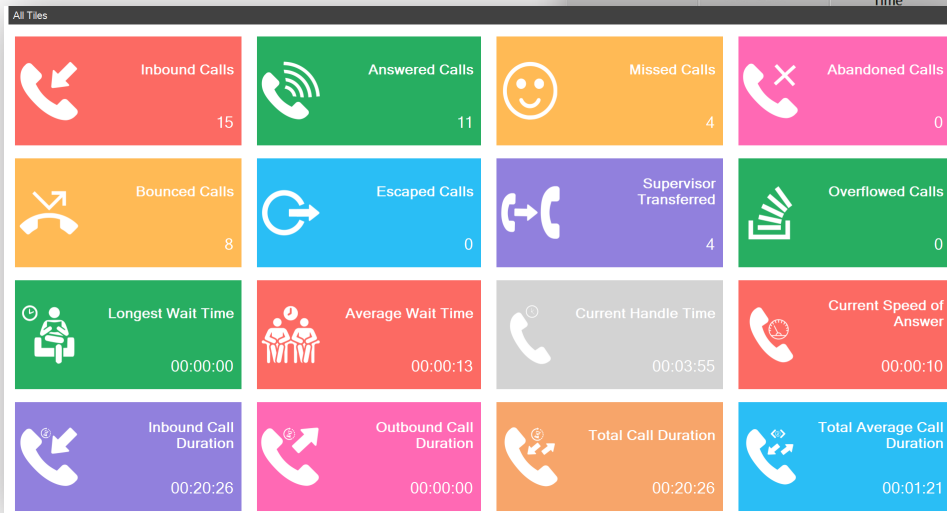 Time
All Tiles
Inbound Calls
15
Answered Calls
11
Missed Calls
4
Abandoned Calls
0
Bounced Calls
8
Escaped Calls
0
Supervisor
Transferred
4
Overflowed Calls
0
Longest Wait Time
00:00:00
Average Wait Time
00:00:13
Current Handle Time
00:03:55
Current Speed of
Answer
00:00:10
Inbound Call
Duration
00:20:26
Outbound Call
Duration
00:00:00
Total Call Duration
00:20:26
Total Average Call
Duration
00:01:21